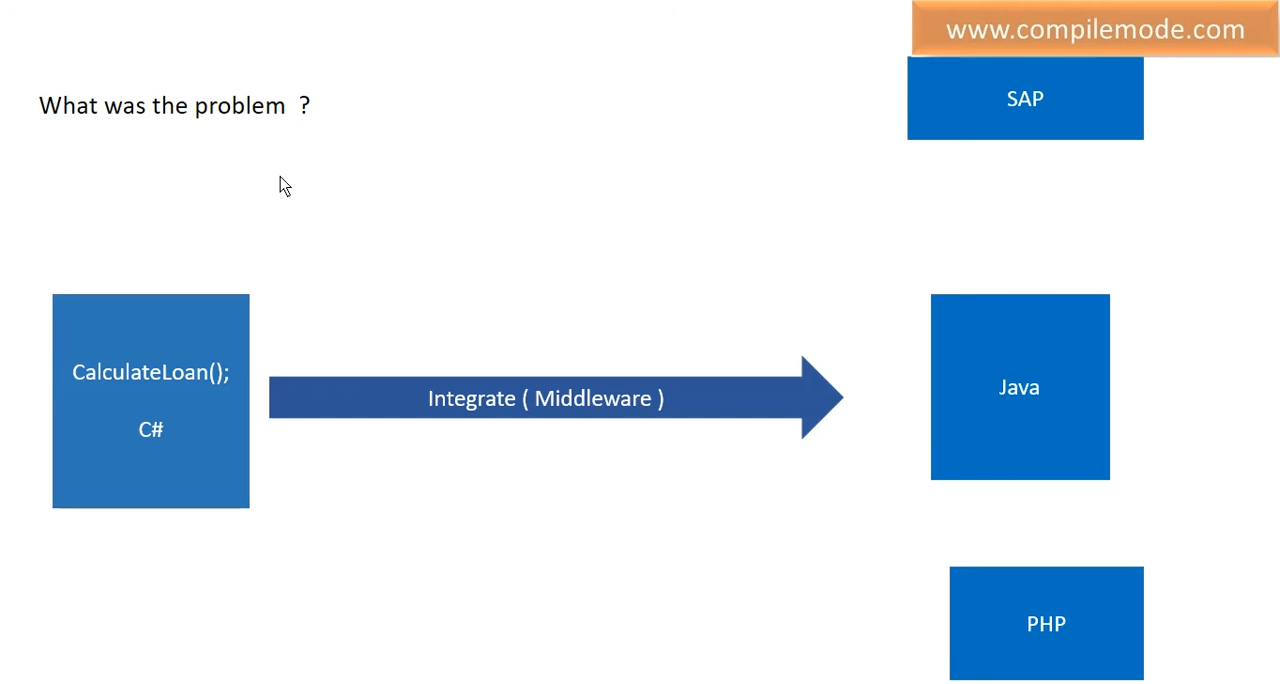 www.compilemode.com
SAP
What was the problem ?
CalculateLoan();
C#
Integrate ( Middleware )
Java
PHP